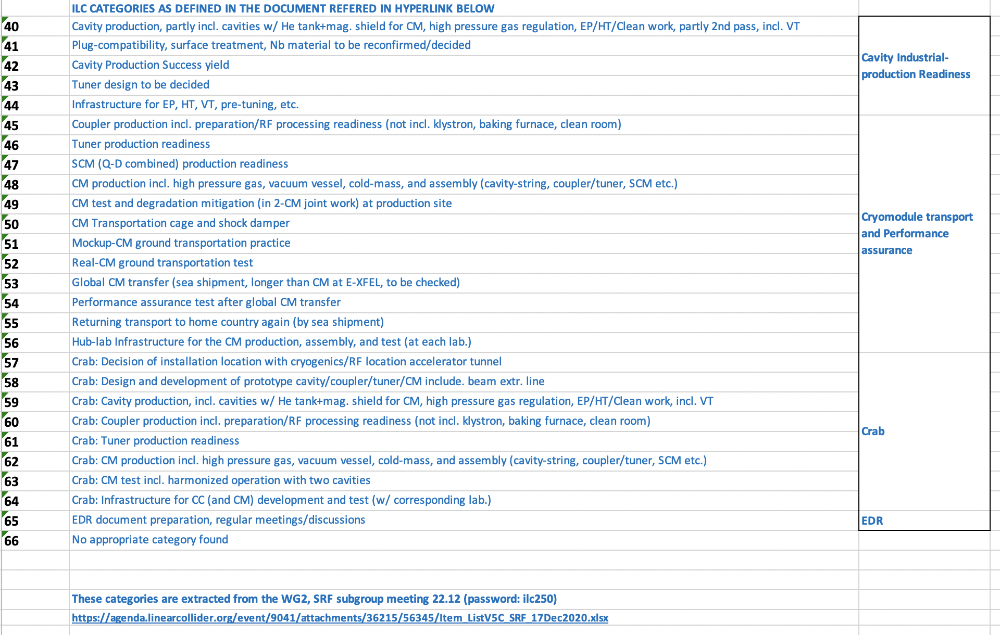 ILC CATEGORIES AS DEFINED IN THE DOCUMENT REFERED IN HYPERLINK BELOW
40 Cavity production, partly incl. cavities w/ He tank+mag. shield for CM, high pressure gas regulation, EP/HT/Clean work, partly 2nd pass, incl. VT
41 Plug-compatibility, surface treatment, Nb material to be reconfirmed/decided
Cavity Industrial-
42 Cavity Production Success yield
production Readiness
43 Tuner design to be decided
44 Infrastructure for EP, HT, VT, pre-tuning, etc.
45 Coupler production incl. preparation/RF processing readiness (not incl. klystron, baking furnace, clean room)
46 Tuner production readiness
47 SCM (Q-D combined) production readiness
48 CM production incl. high pressure gas, vacuum vessel, cold-mass, and assembly (cavity-string, coupler/tuner, SCM etc.)
49 CM test and degradation mitigation (in 2-CM joint work) at production site
Cryomodule transport
50 CM Transportation cage and shock damper
and Performance
51 Mockup-CM ground transportation practice
assurance
52 Real-CM ground transportation test
53 Global CM transfer (sea shipment, longer than CM at E-XFEL, to be checked)
54 Performance assurance test after global CM transfer
55 Returning transport to home country again (by sea shipment)
56 Hub-lab Infrastructure for the CM production, assembly, and test (at each lab.)
57 Crab: Decision of installation location with cryogenics/RF location accelerator tunnel
58 Crab: Design and development of prototype cavity/coupler/tuner/CM include. beam extr. line
59 Crab: Cavity production, incl. cavities w/ He tank+mag. shield for CM, high pressure gas regulation, EP/HT/Clean work, incl. VT
60 Crab: Coupler production incl. preparation/RF processing readiness (not incl. klystron, baking furnace, clean room)
Crab
61 Crab: Tuner production readiness
62 Crab: CM production incl. high pressure gas, vacuum vessel, cold-mass, and assembly (cavity-string, coupler/tuner, SCM etc.)
63 Crab: CM test incl. harmonized operation with two cavities
64 Crab: Infrastructure for CC (and CM) development and test (w/ corresponding lab.)
65 EDR document preparation, regular meetings/discussions EDR
66 No appropriate category found
These categories are extracted from the WG2, SRF subgroup meeting 22.12 (password: ilc250)
https://agenda.linearcollider.org/event/9041/attachments/36215/56345/Item_ListV5C_SRF_17Dec2020.xlsx